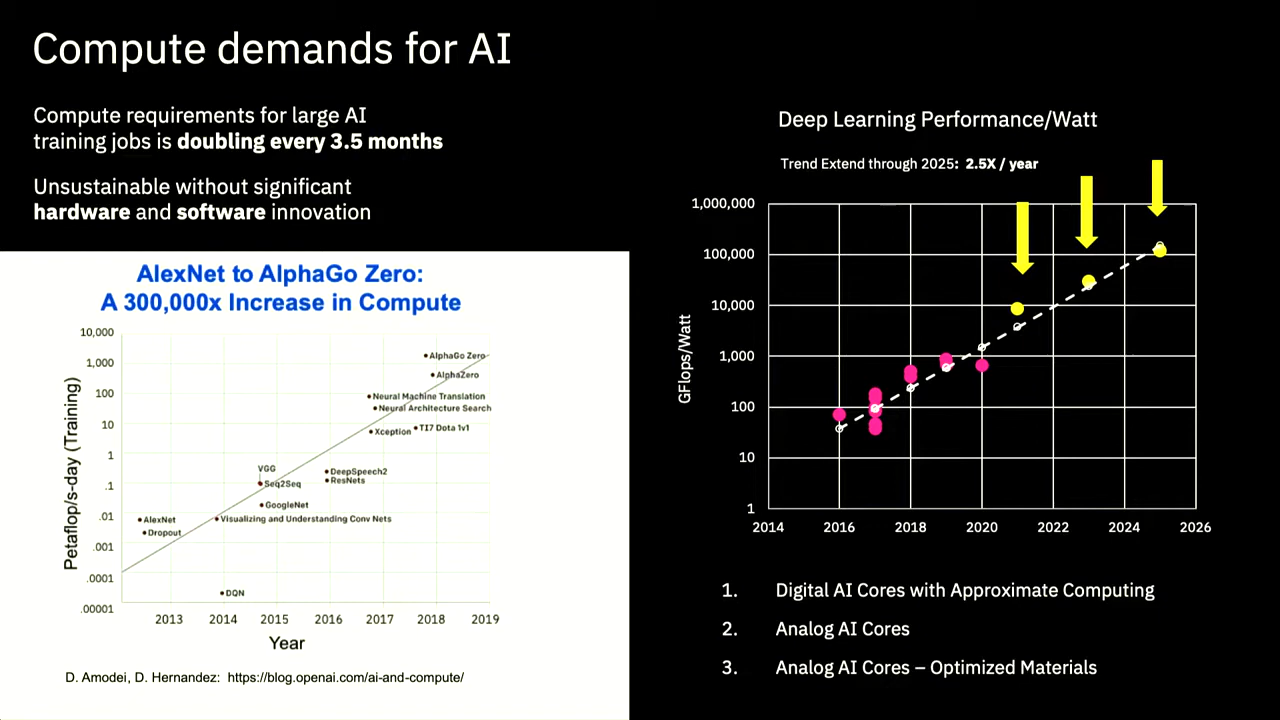 Compute demands for AI
Compute requirements for large AI
training jobs is doubling every 3.5 months
Unsustainable without significant
hardware and software innovation
AlexNet to AlphaGo Zero:
A 300,000x Increase in Compute
Petaflop/s-day (Training)
10,000
1,000
100
10
1
.1
.01
.001
.0001
.00001
AlphaGo Zero
AlphaZero
Neural Machine Translation
Neural Architecture Search
Xception
TI7 Dota 1v1
VGG
DeepSpeech2
Seq2Seq
ResNets
GoogleNet
AlexNet
Visualizing and Understanding Conv Nets
Dropout
DQN
2013 2014 2015 2016 2017 2018 2019
Year
D. Amodei, D. Hernandez: https://blog.openai.com/ai-and-compute/
Deep Learning Performance/Watt
Trend Extend through 2025: 2.5X / year
GFlops/Watt
1,000,000
100,000
10,000
1,000
100
10
1
2014 2016 2018 2020 2022 2024 2026
1. Digital AI Cores with Approximate Computing
2. Analog AI Cores
3. Analog AI Cores – Optimized Materials